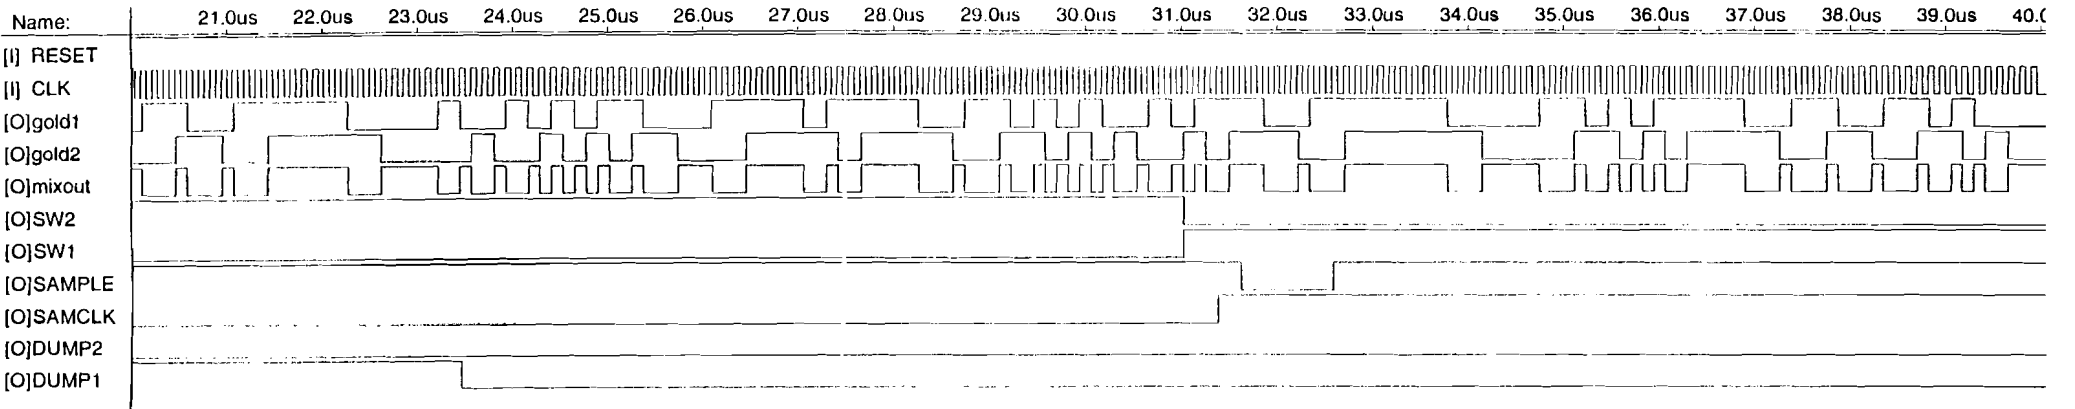 Name: 21.0us 22.0us 23.0us 24.0us 25.0us 26.0us 27.0us 28.0us 29.0us 30.0us 31.0us 32.0us 33.0us 34.0us 35.0us 36.0us 37.0us 38.0us 39.0us 40.0
[I] RESET
[I] CLK
[O]gold1
[O]gold2
[O]mixout
[O]SW2
[O]SW1
[O]SAMPLE
[O]SAMCLK
[O]DUMP2
[O]DUMP1